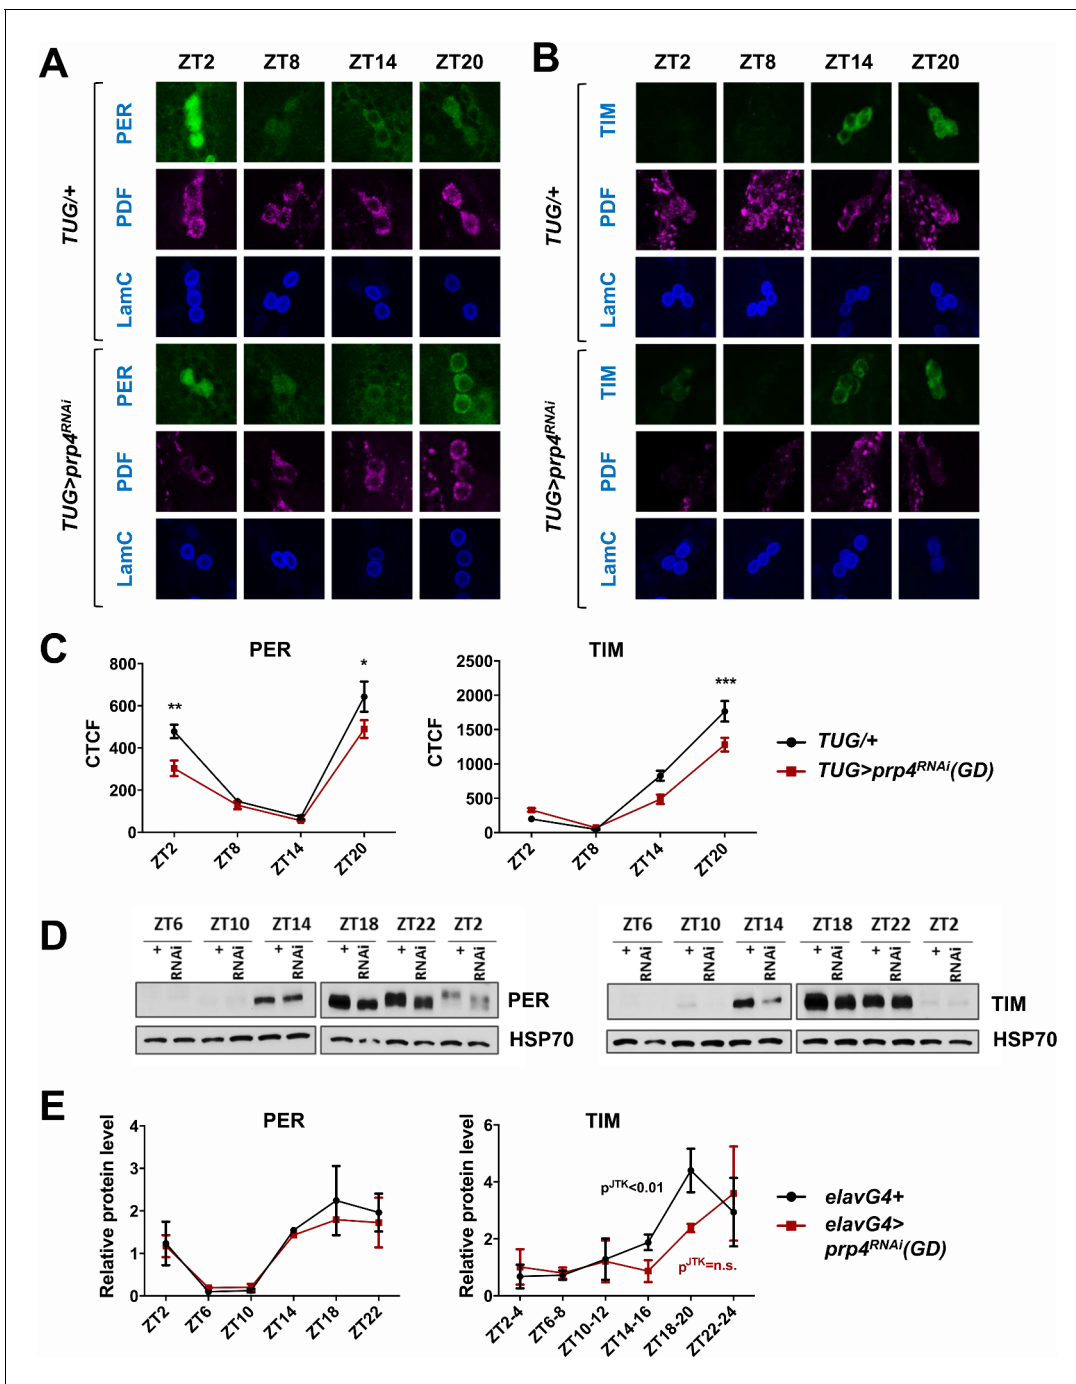 A
ZT2 ZT8 ZT14 ZT20
TUG/+
PER
PDF
LamC
TUG>prp4RNAi
PER
PDF
LamC
B
ZT2 ZT8 ZT14 ZT20
TUG/+
TIM
PDF
LamC
TUG>prp4RNAi
TIM
PDF
LamC
C
PER
CTCF
800
600
400
200
0
** *
ZT2 ZT8 ZT14 ZT20
TIM
CTCF
2500
2000
1500
1000
500
0
***
ZT2 ZT8 ZT14 ZT20
TUG/+
TUG>prp4RNAi(GD)
D
ZT6 ZT10 ZT14 ZT18 ZT22 ZT2
+ RNAi + RNAi + RNAi + RNAi + RNAi + RNAi
PER
HSP70
ZT6 ZT10 ZT14 ZT18 ZT22 ZT2
+ RNAi + RNAi + RNAi + RNAi + RNAi + RNAi
TIM
HSP70
E
PER
Relative protein level
4
3
2
1
0
ZT2 ZT6 ZT10 ZT14 ZT18 ZT22
TIM
Relative protein level
6
4
2
0
pJTK<0.01
pJTK=n.s.
ZT2-4 ZT6-8 ZT10-12 ZT14-16 ZT18-20 ZT22-24
elavG4+
elavG4>
prp4RNAi(GD)